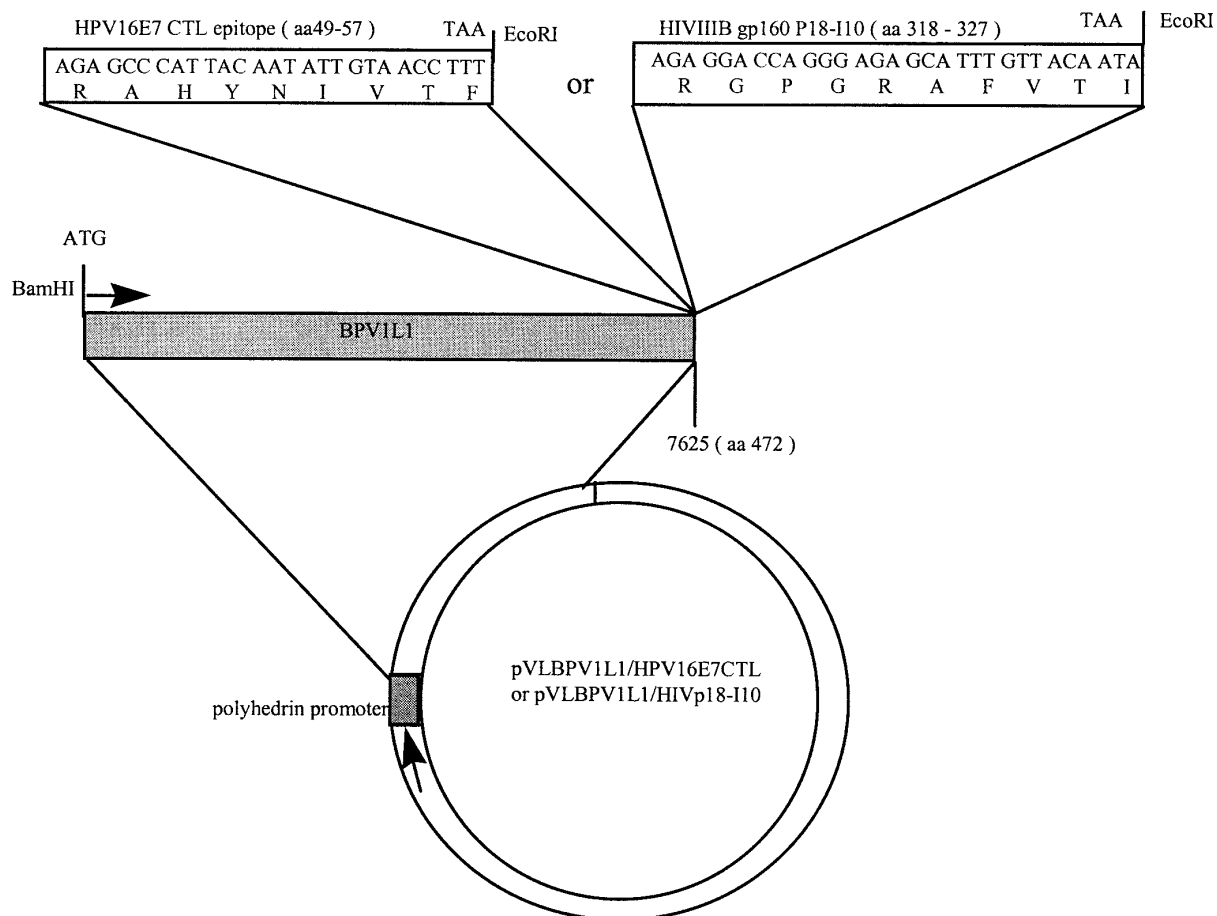 HPV16E7 CTL epitope ( aa49-57 )
TAA
EcoRI
AGA GCC CAT TAC AAT ATT GTA ACC TTT
R A H Y N I V T F
or
HIVIIIB gp160 P18-I10 ( aa 318 - 327 )
TAA
EcoRI
AGA GGA CCA GGG AGA GCA TTT GTT ACA ATA
R G P G R A F V T I
ATG
BamHI
BPV1L1
7625 ( aa 472 )
polyhedrin promoter
pVLBPV1L1/HPV16E7CTL
or pVLBPV1L1/HIVp18-I10